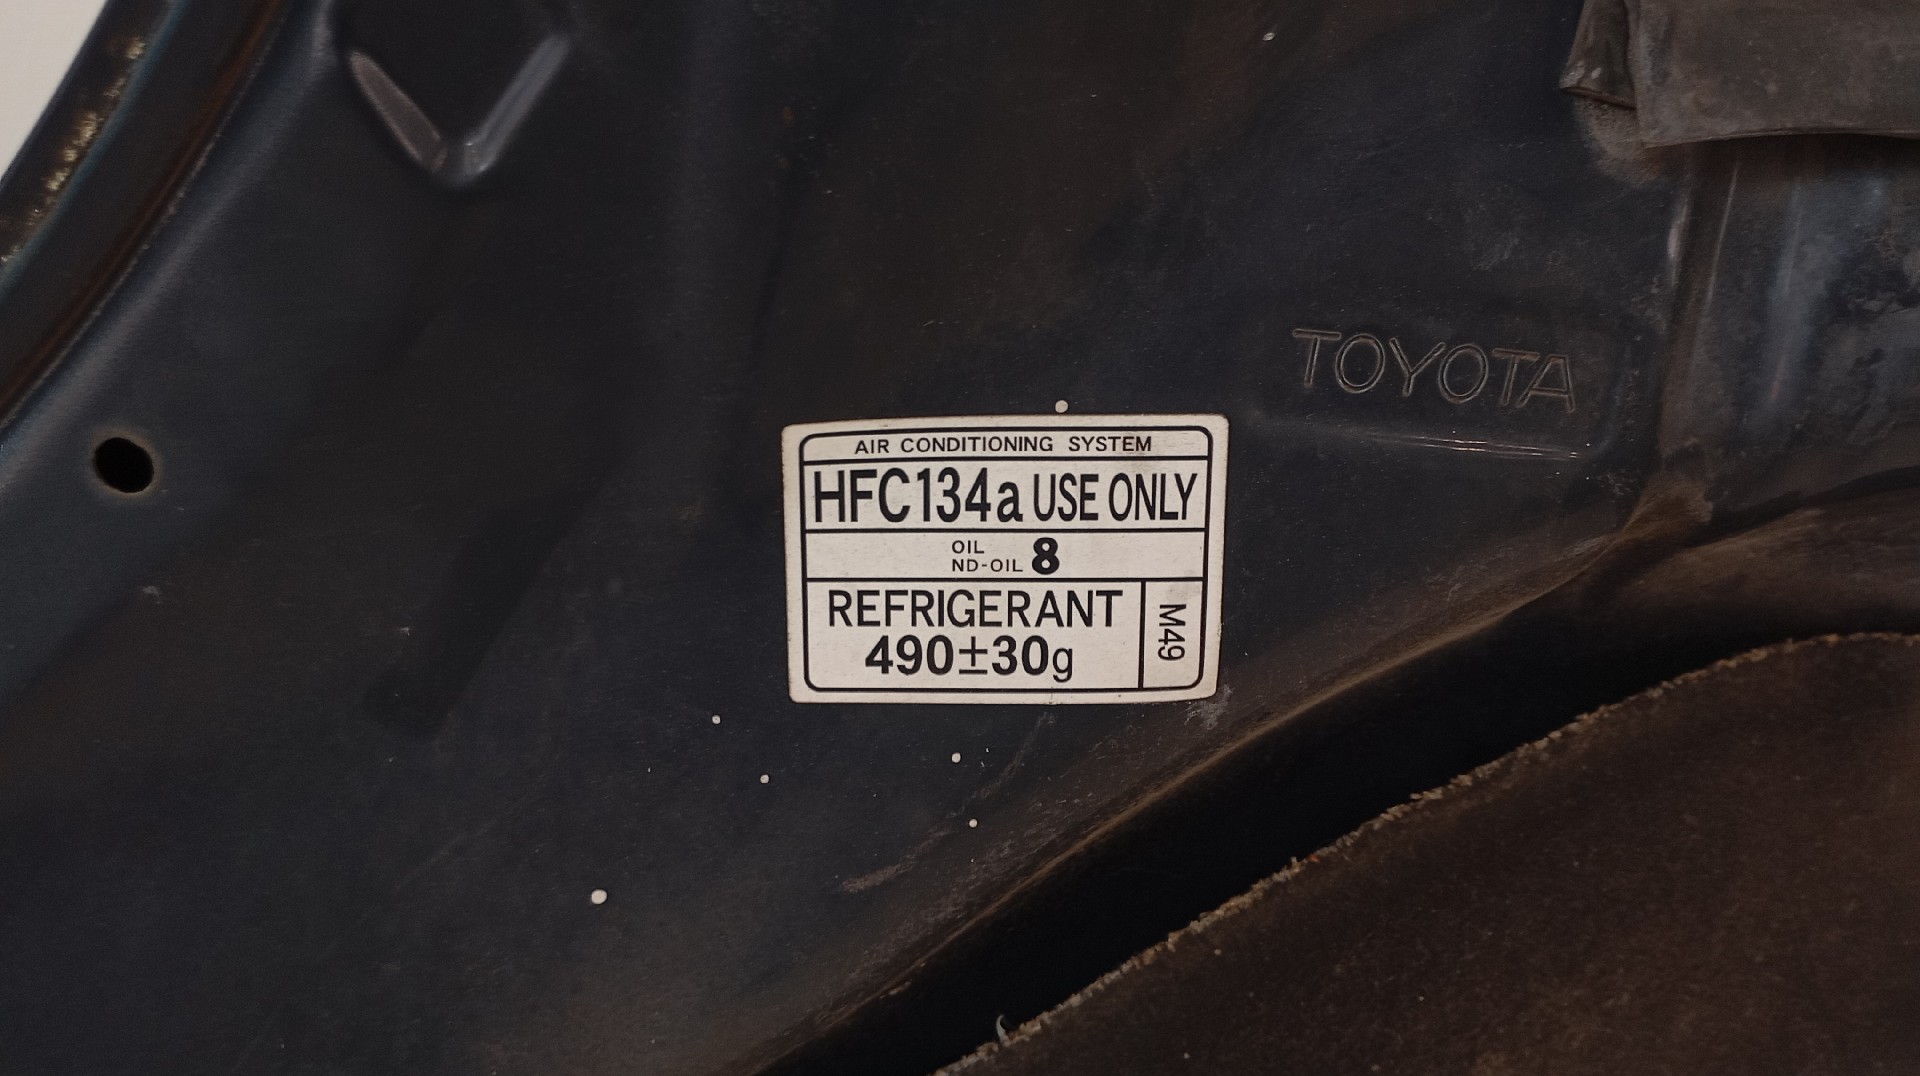 TOYOTA
AIR CONDITIONING SYSTEM
HFC134a USE ONLY
OIL
ND-OIL 8
REFRIGERANT
490±30g
M49